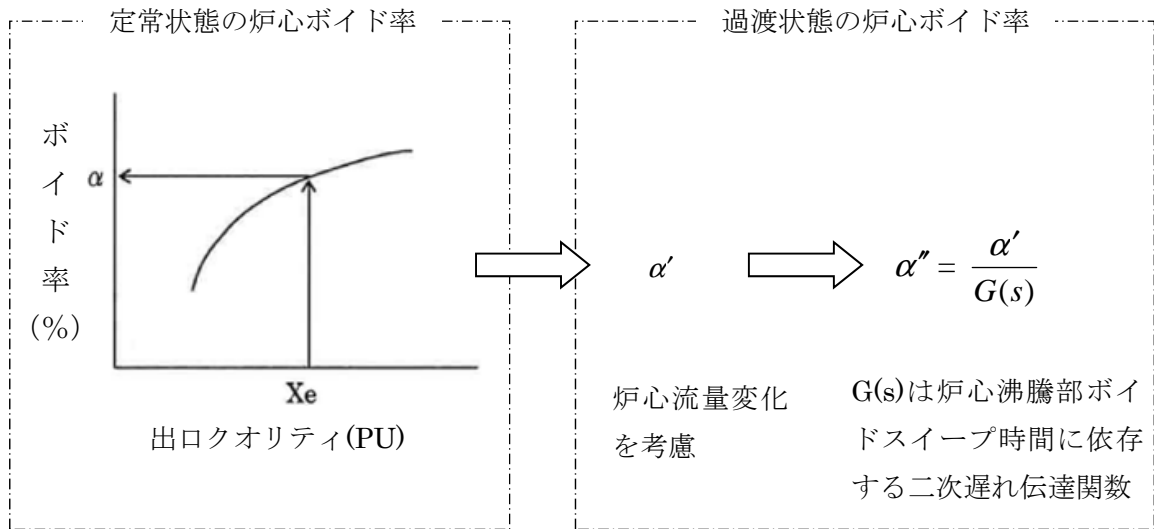 定常状態の炉心ボイド率
ボイド率(%)
α
Xe
出口クオリティ(PU)
過渡状態の炉心ボイド率
α′
α″ = α′ / G(s)
炉心流量変化
を考慮
G(s)は炉心沸騰部ボイ
ドスイープ時間に依存
する二次遅れ伝達関数